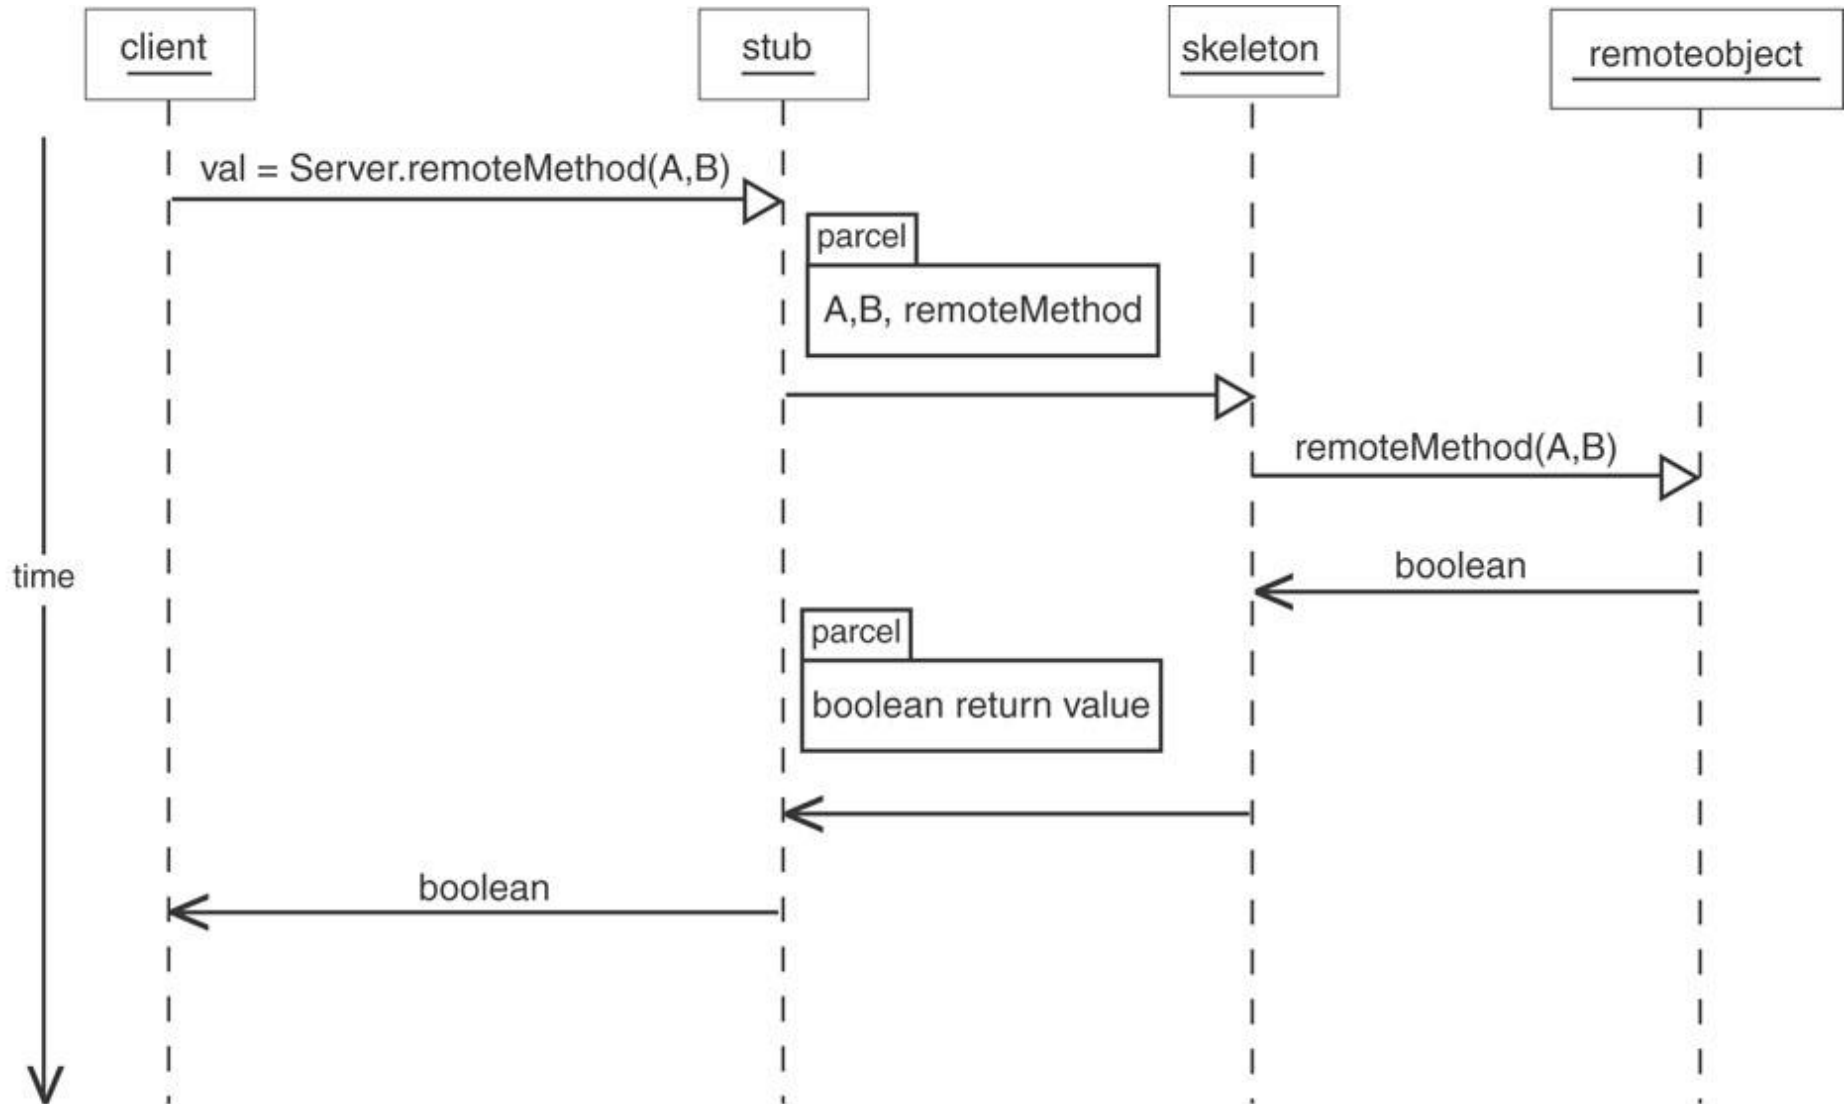 client
stub
skeleton
remoteobject
val = Server.remoteMethod(A,B)
parcel
A,B, remoteMethod
remoteMethod(A,B)
boolean
time
parcel
boolean return value
boolean